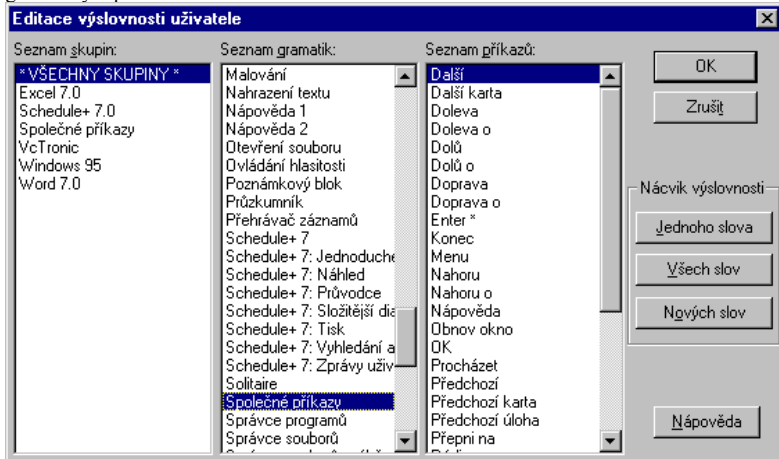 Editace výslovnosti uživatele
Seznam skupin:
* VŠECHNY SKUPINY *
Excel 7.0
Schedule+ 7.0
Společné příkazy
VcTronic
Windows 95
Word 7.0
Seznam gramatik:
Malování
Nahrazení textu
Nápověda 1
Nápověda 2
Otevření souboru
Ovládání hlasitosti
Poznámkový blok
Průzkumník
Přehrávač záznamů
Schedule+ 7
Schedule+ 7: Jednoduché
Schedule+ 7: Náhled
Schedule+ 7: Průvodce
Schedule+ 7: Složitější dia
Schedule+ 7: Tisk
Schedule+ 7: Vyhledání a
Schedule+ 7: Zprávy uživ
Solitaire
Společné příkazy
Správce programů
Správce souborů
Seznam příkazů:
Další
Další karta
Doleva
Doleva o
Dolů
Dolů o
Doprava
Doprava o
Enter *
Konec
Menu
Nahoru
Nahoru o
Nápověda
Obnov okno
OK
Procházet
Předchozí
Předchozí karta
Předchozí úloha
Přepni na
OK
Zrušit
Nácvik výslovnosti
Jednoho slova
Všech slov
Nových slov
Nápověda